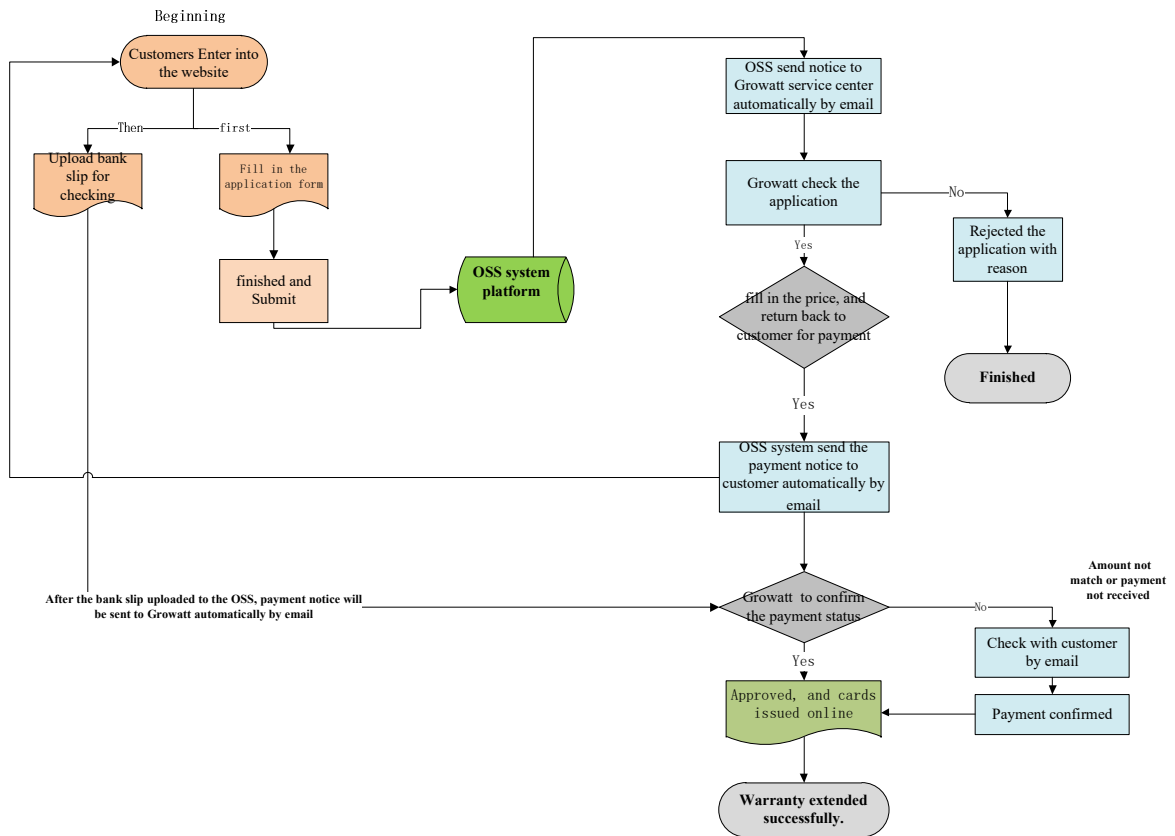 Beginning
Customers Enter into
the website
Then
first
Upload bank
slip for
checking
Fill in the
application form
finished and
Submit
OSS system
platform
OSS send notice to
Growatt service center
automatically by email
Growatt check the
application
No
Rejected the
application with
reason
Finished
Yes
fill in the price, and
return back to
customer for payment
Yes
OSS system send the
payment notice to
customer automatically by
email
After the bank slip uploaded to the OSS, payment notice will
be sent to Growatt automatically by email
Growatt to confirm
the payment status
No
Amount not
match or payment
not received
Check with customer
by email
Payment confirmed
Yes
Approved, and cards
issued online
Warranty extended
successfully.